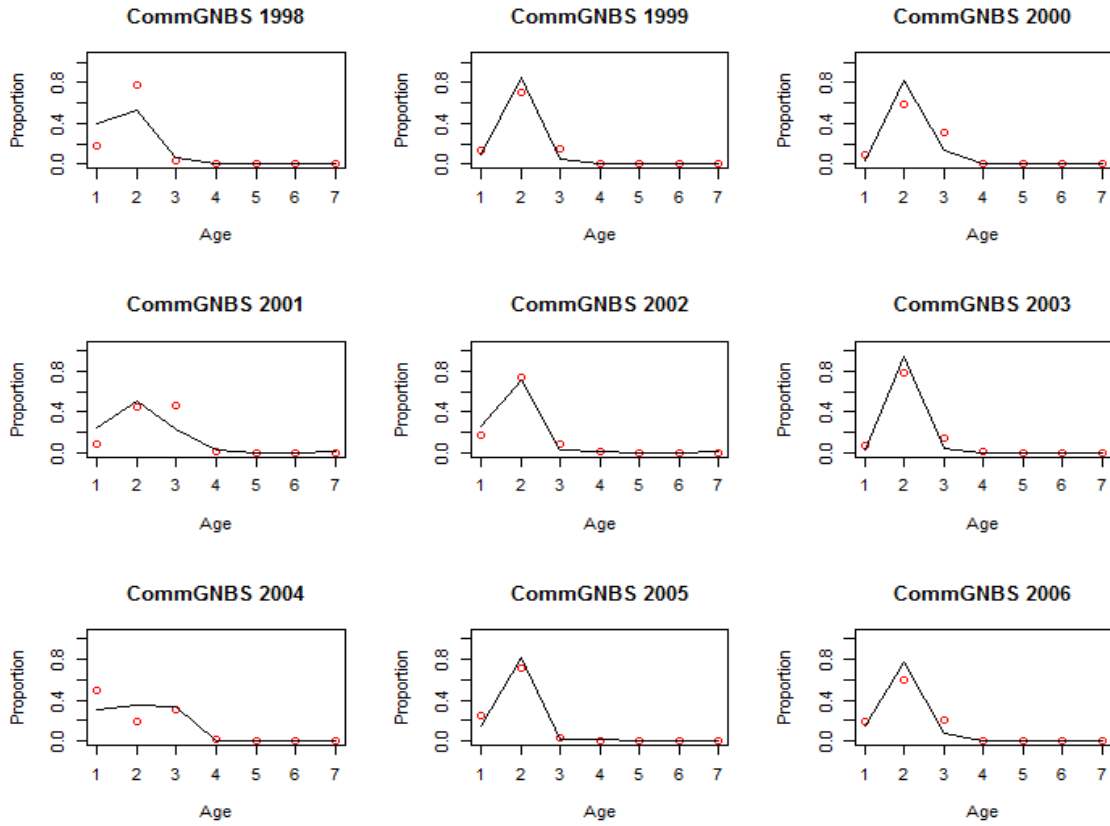 CommGNBS 1998
Proportion
0.0 0.4 0.8
1 2 3 4 5 6 7
Age
CommGNBS 1999
Proportion
0.0 0.4 0.8
1 2 3 4 5 6 7
Age
CommGNBS 2000
Proportion
0.0 0.4 0.8
1 2 3 4 5 6 7
Age
CommGNBS 2001
Proportion
0.0 0.4 0.8
1 2 3 4 5 6 7
Age
CommGNBS 2002
Proportion
0.0 0.4 0.8
1 2 3 4 5 6 7
Age
CommGNBS 2003
Proportion
0.0 0.4 0.8
1 2 3 4 5 6 7
Age
CommGNBS 2004
Proportion
0.0 0.4 0.8
1 2 3 4 5 6 7
Age
CommGNBS 2005
Proportion
0.0 0.4 0.8
1 2 3 4 5 6 7
Age
CommGNBS 2006
Proportion
0.0 0.4 0.8
1 2 3 4 5 6 7
Age